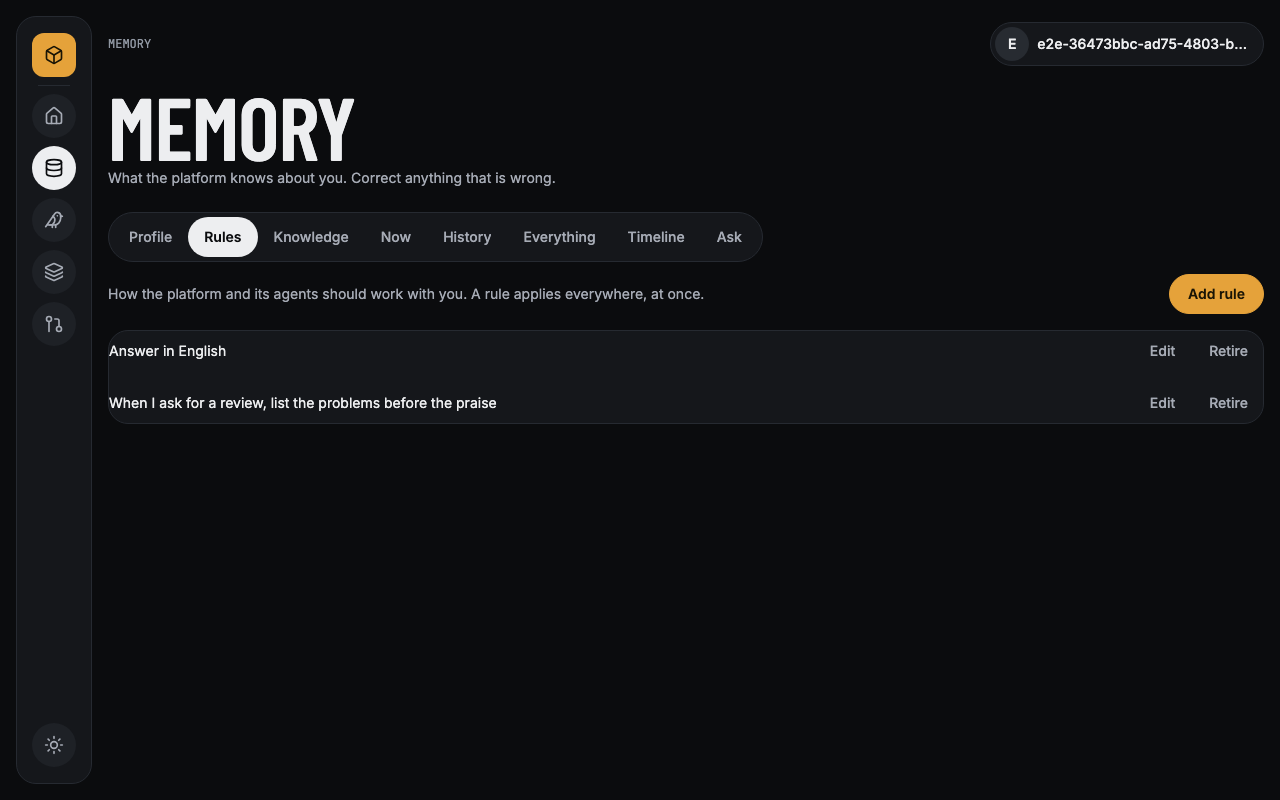 MEMORY
E e2e-36473bbc-ad75-4803-b...
MEMORY
What the platform knows about you. Correct anything that is wrong.
Profile Rules Knowledge Now History Everything Timeline Ask
How the platform and its agents should work with you. A rule applies everywhere, at once. Add rule
Answer in English Edit Retire
When I ask for a review, list the problems before the praise Edit Retire